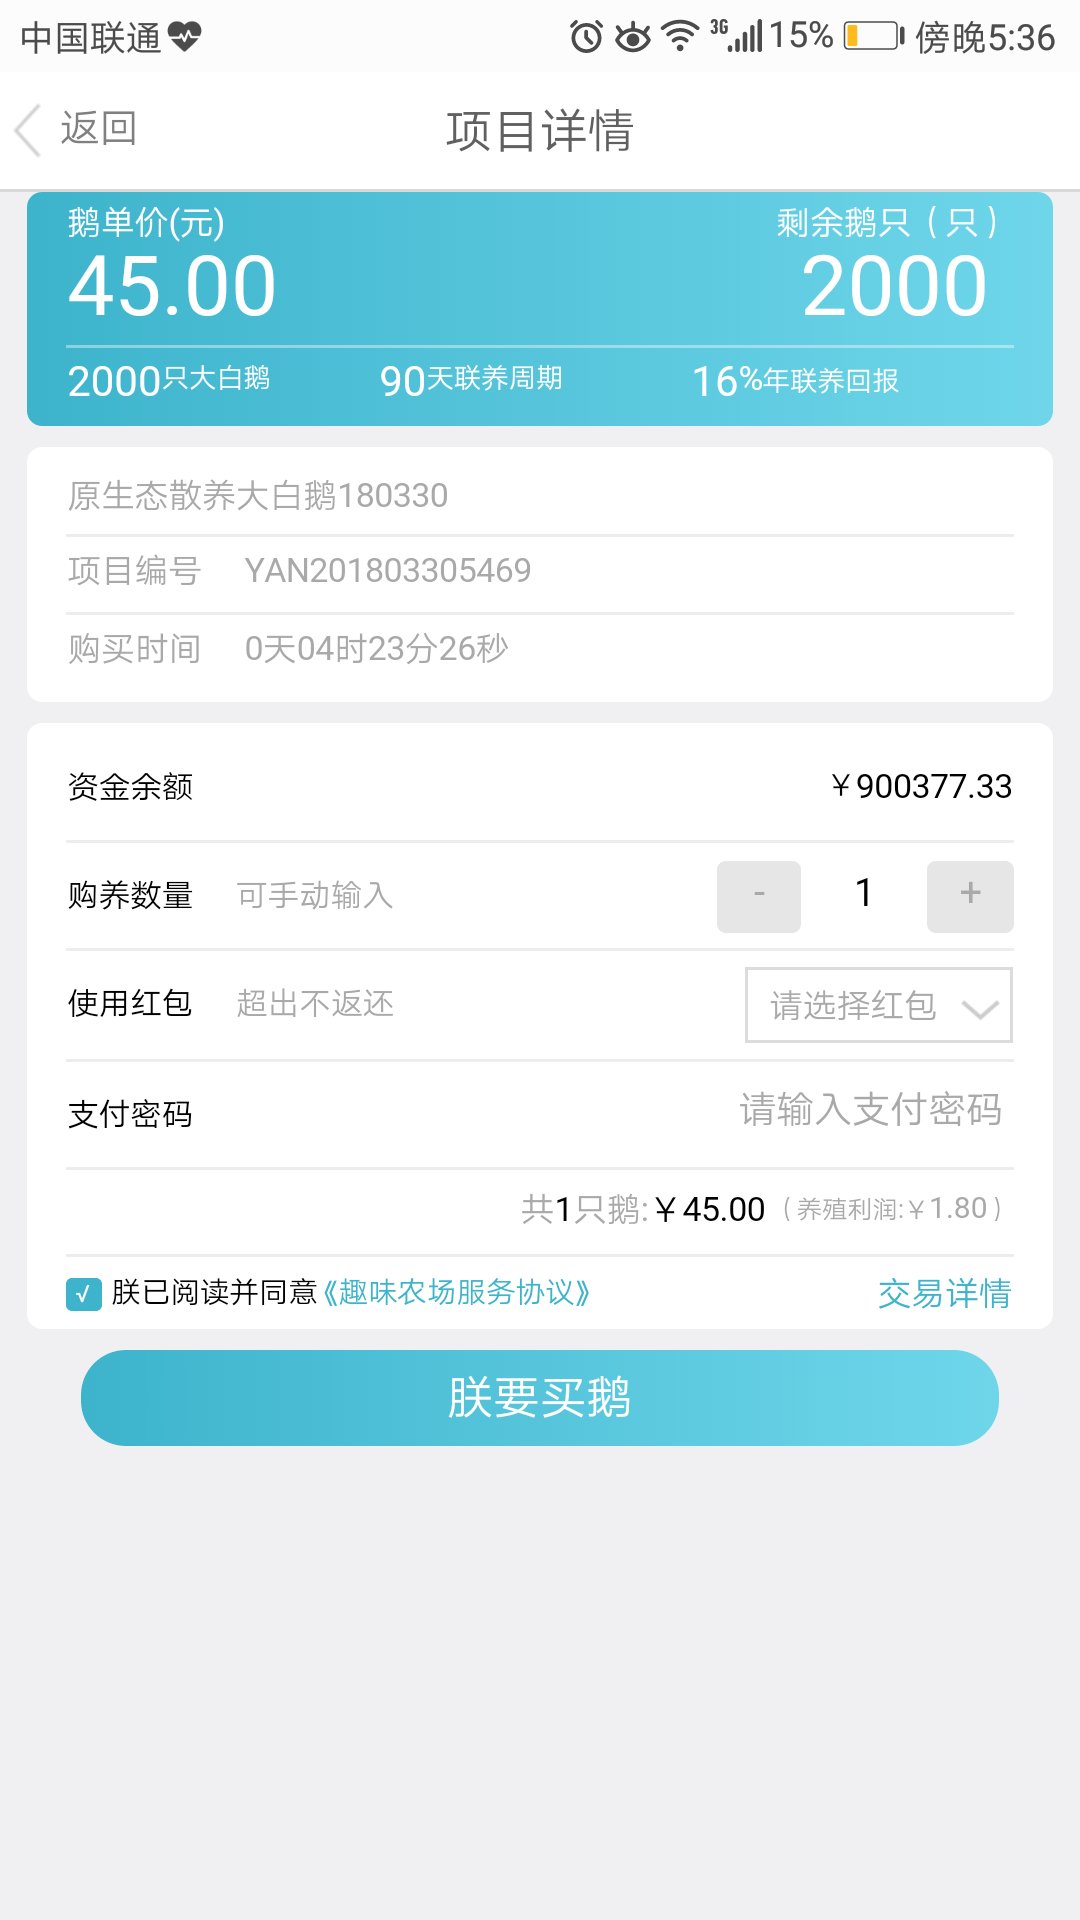 中国联通 3G 15% 傍晚5:36
返回 项目详情
鹅单价(元) 剩余鹅只（只）
45.00 2000
2000只大白鹅 90天联养周期 16%年联养回报
原生态散养大白鹅180330
项目编号 YAN201803305469
购买时间 0天04时23分26秒
资金余额 ￥900377.33
购养数量 可手动输入 - 1 +
使用红包 超出不返还 请选择红包
支付密码 请输入支付密码
共1只鹅:￥45.00（养殖利润:￥1.80）
√ 朕已阅读并同意《趣味农场服务协议》 交易详情
朕要买鹅